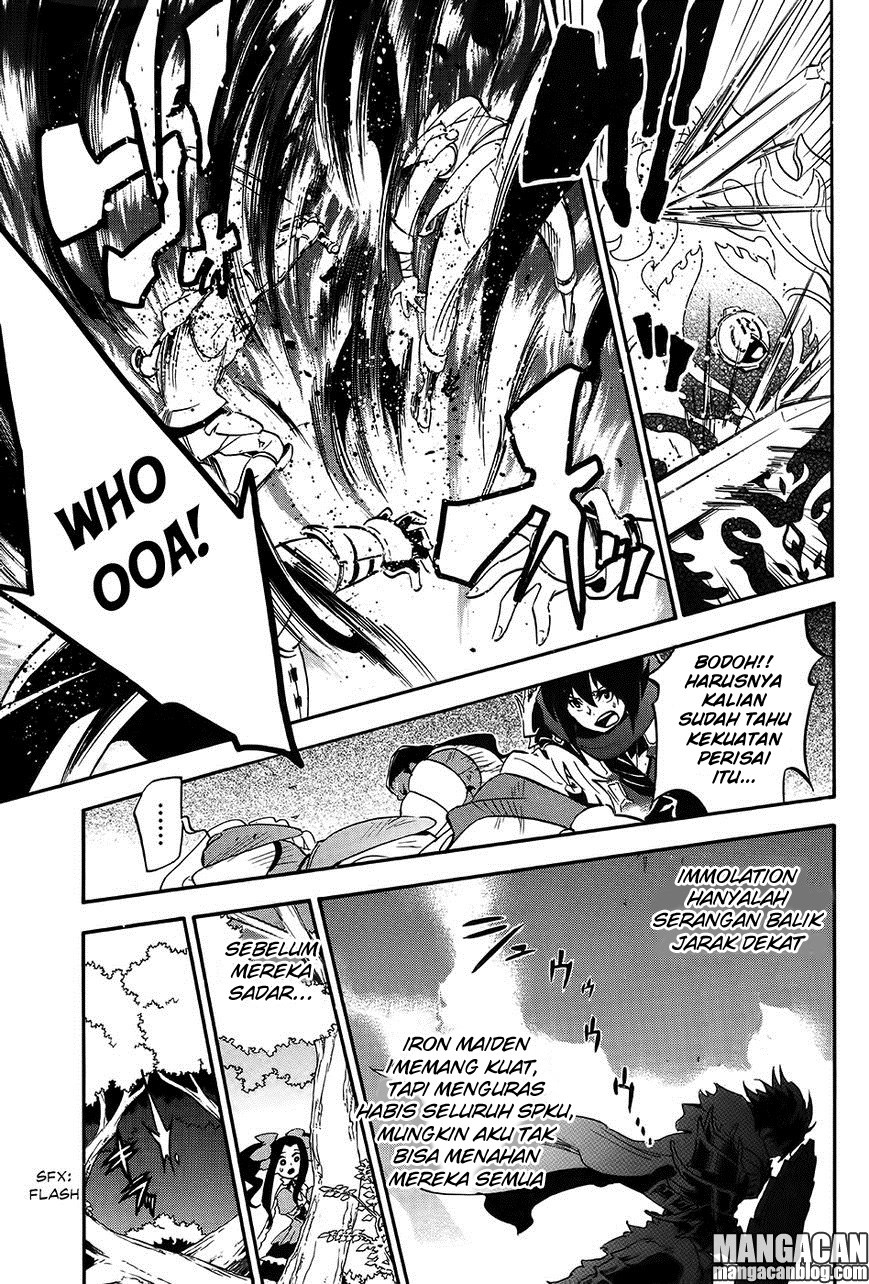 WHO
OOA!
BODOH!!
HARUSNYA
KALIAN
SUDAH TAHU
KEKUATAN
PERISAI
ITU...
......
IMMOLATION
HANYALAH
SERANGAN BALIK
JARAK DEKAT
IRON MAIDEN
MEMANG KUAT,
TAPI MENGURAS
HABIS SELURUH SPKU,
MUNGKIN AKU TAK
BISA MENAHAN
MEREKA SEMUA
SEBELUM
MEREKA
SADAR...
SFX:
FLASH
MANGACAN
mangacanblog.com